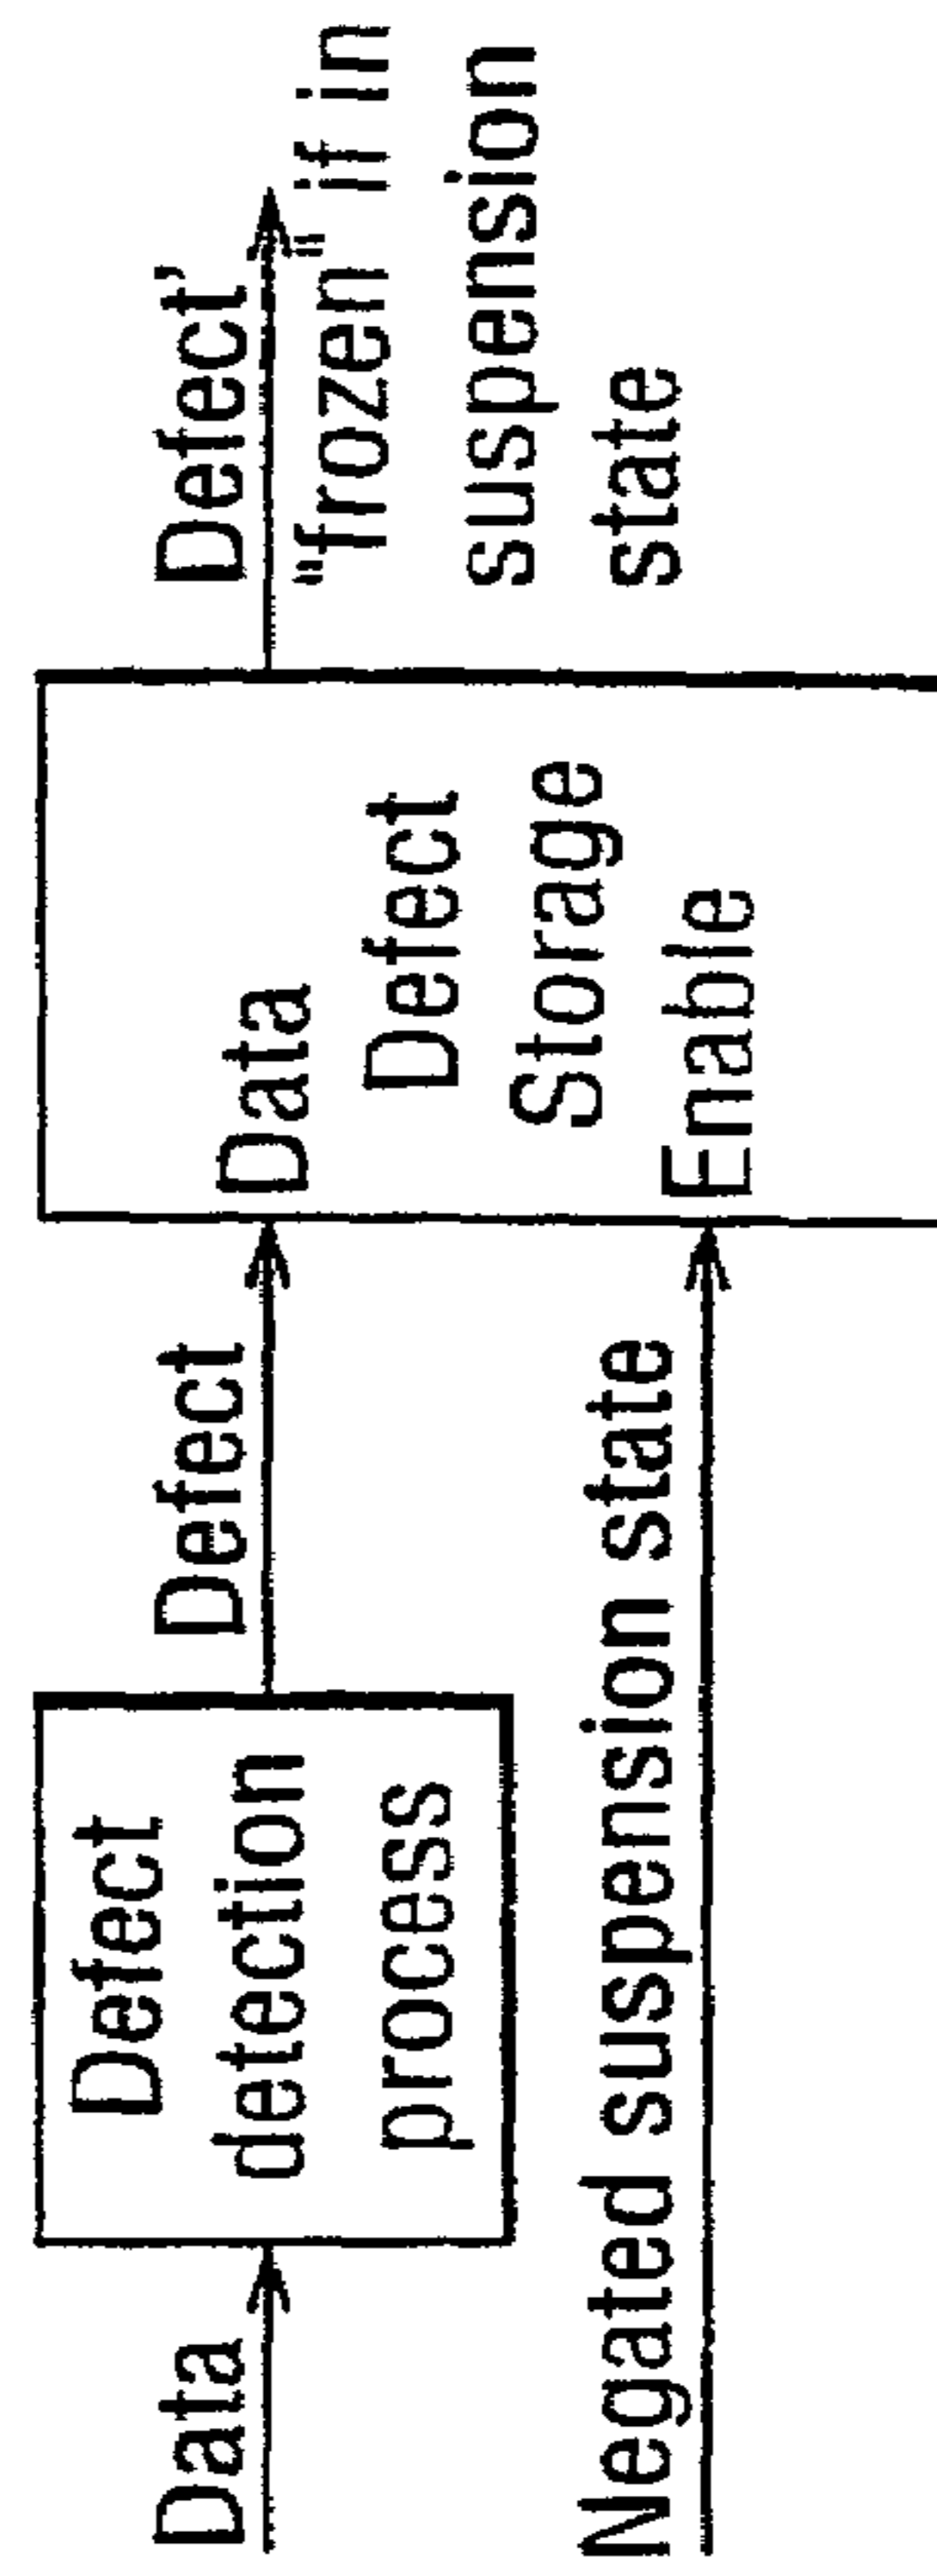 Data
Defect
detection
process
Defect
Negated suspension state
Data
Defect
Storage
Enable
Defect'
"frozen" if in
suspension
state